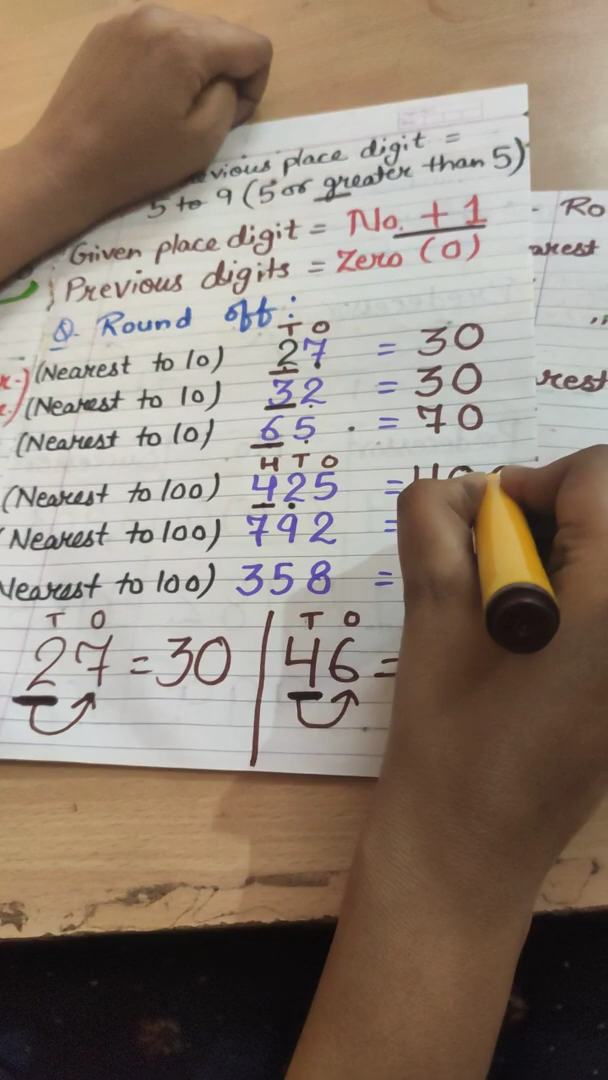 vious place digit =
5 to 9 (5 or greater than 5)
Given place digit = No. + 1
Previous digits = Zero (0)
Q. Round off:
T O
(Nearest to 10) 27 = 30
(Nearest to 10) 32 = 30
(Nearest to 10) 65 . = 70
H T O
(Nearest to 100) 425 = 40
(Nearest to 100) 792 =
Nearest to 100) 358 =
T O
27 = 30
T O
46 =
- Ro
arest
rest